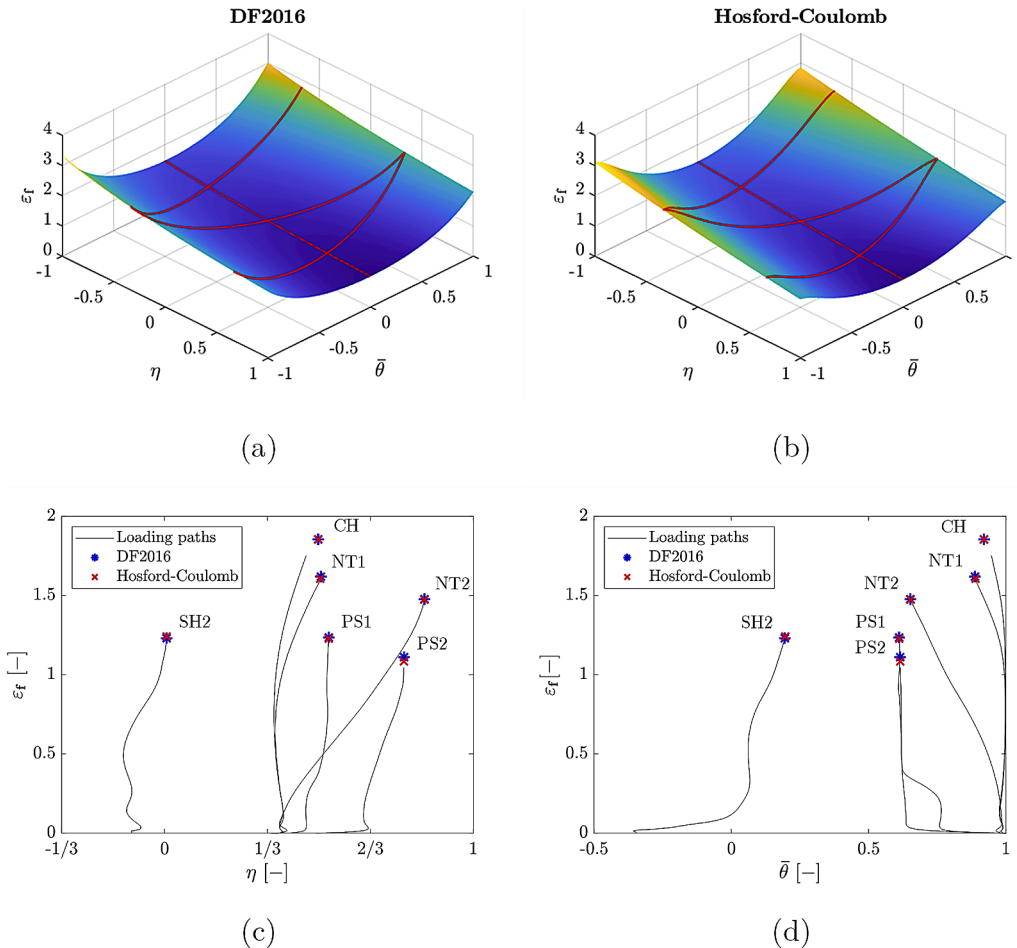 DF2016
Hosford-Coulomb
4
3
2
1
0
εf
-1
-0.5
0
0.5
1
η
-1
-0.5
0
0.5
1
θ̄
4
3
2
1
0
εf
-1
-0.5
0
0.5
1
η
-1
-0.5
0
0.5
1
θ̄
(a)
(b)
2
1.5
1
0.5
0
εf [−]
Loading paths
DF2016
Hosford-Coulomb
CH
NT1
NT2
SH2
PS1
PS2
-1/3
0
1/3
2/3
1
η [−]
2
1.5
1
0.5
0
εf [−]
Loading paths
DF2016
Hosford-Coulomb
CH
NT1
NT2
SH2
PS1
PS2
-0.5
0
0.5
1
θ̄ [−]
(c)
(d)